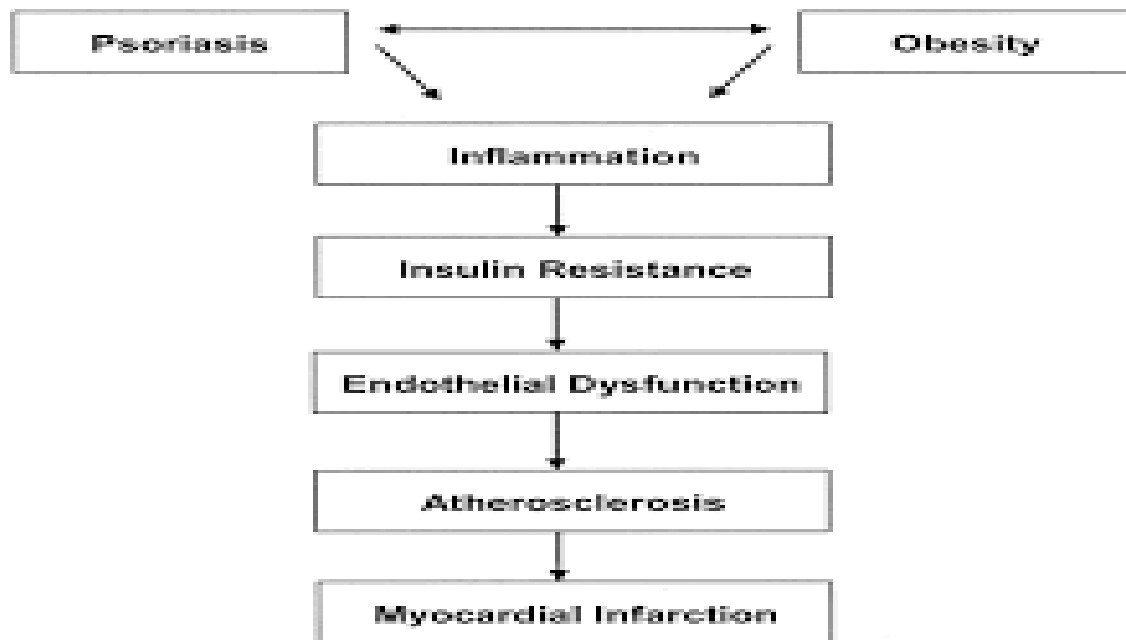 Psoriasis
Obesity
Inflammation
Insulin Resistance
Endothelial Dysfunction
Atherosclerosis
Myocardial Infarction